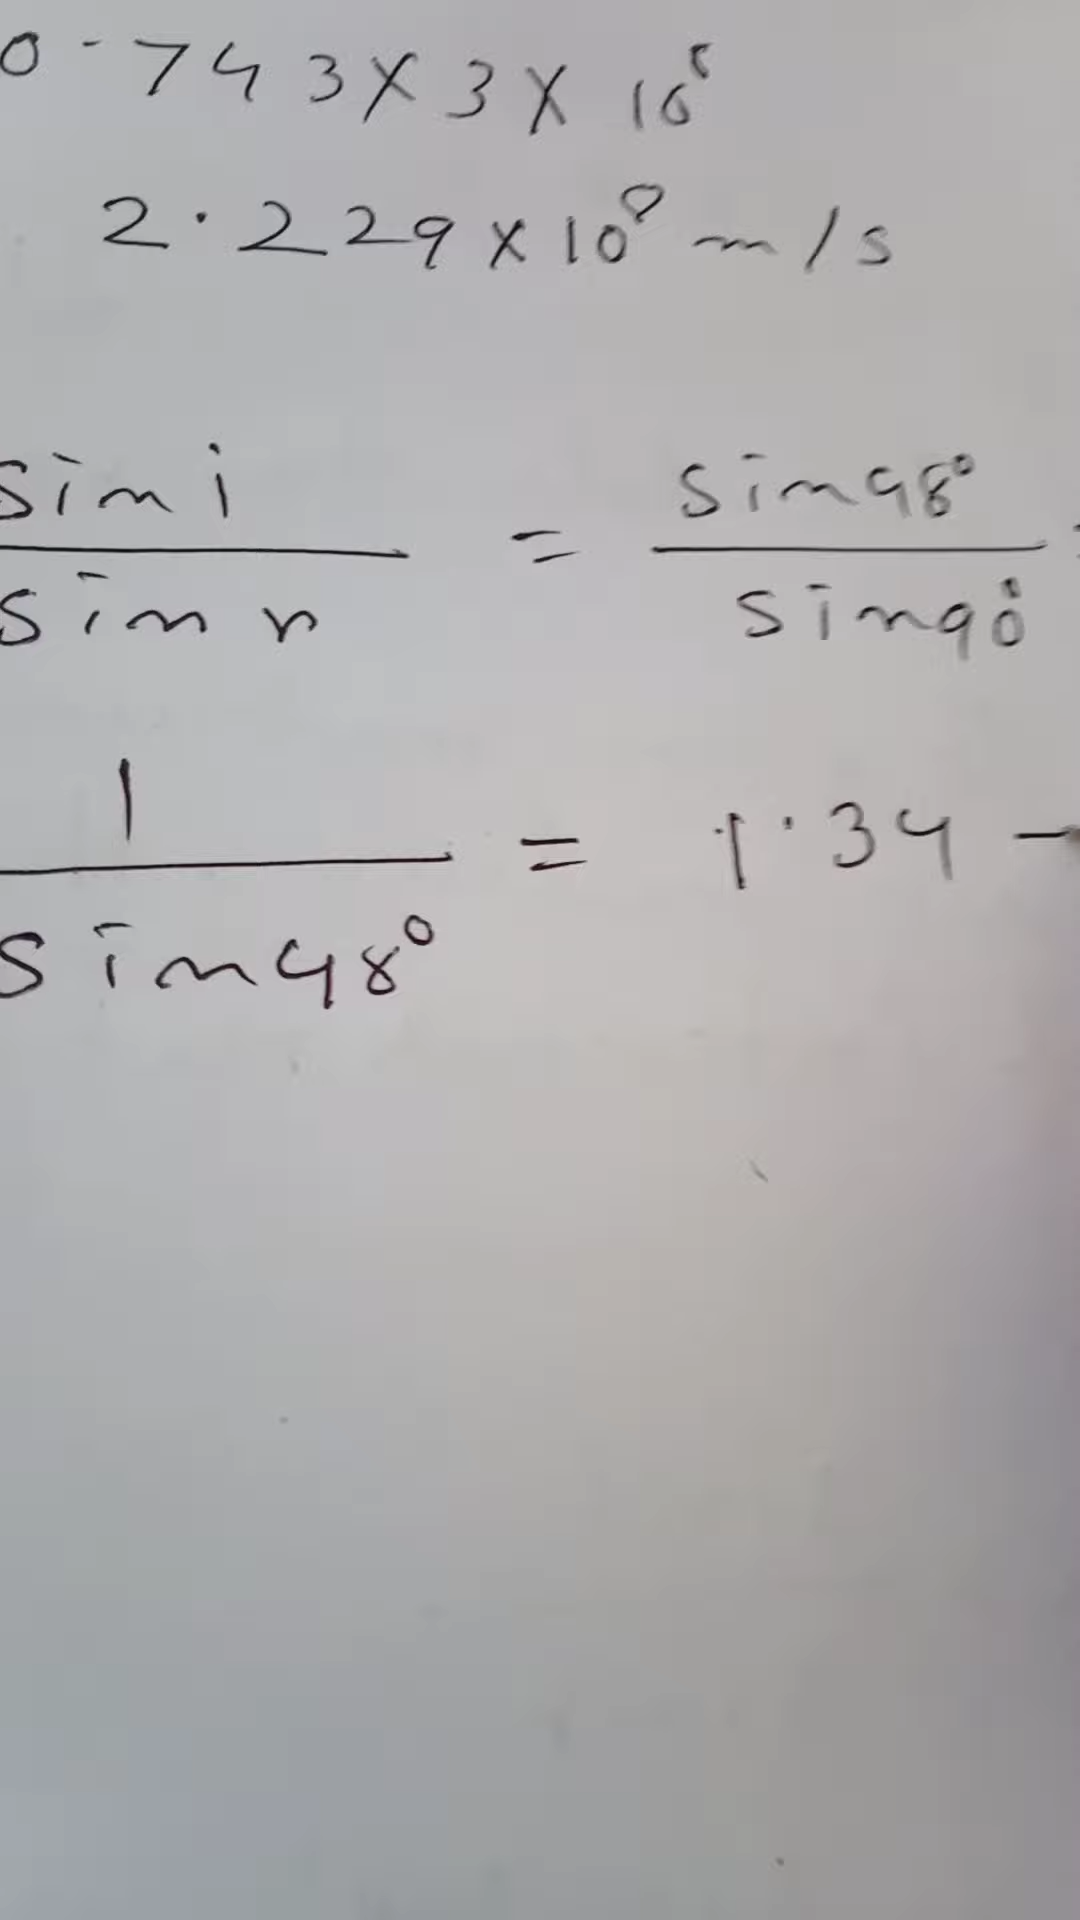 0.743 x 3 x 10⁸
2.229 x 10⁸ m/s
sin i / sin r = sin 48° / sin 90°
1 / sin 48° = 1.34 -